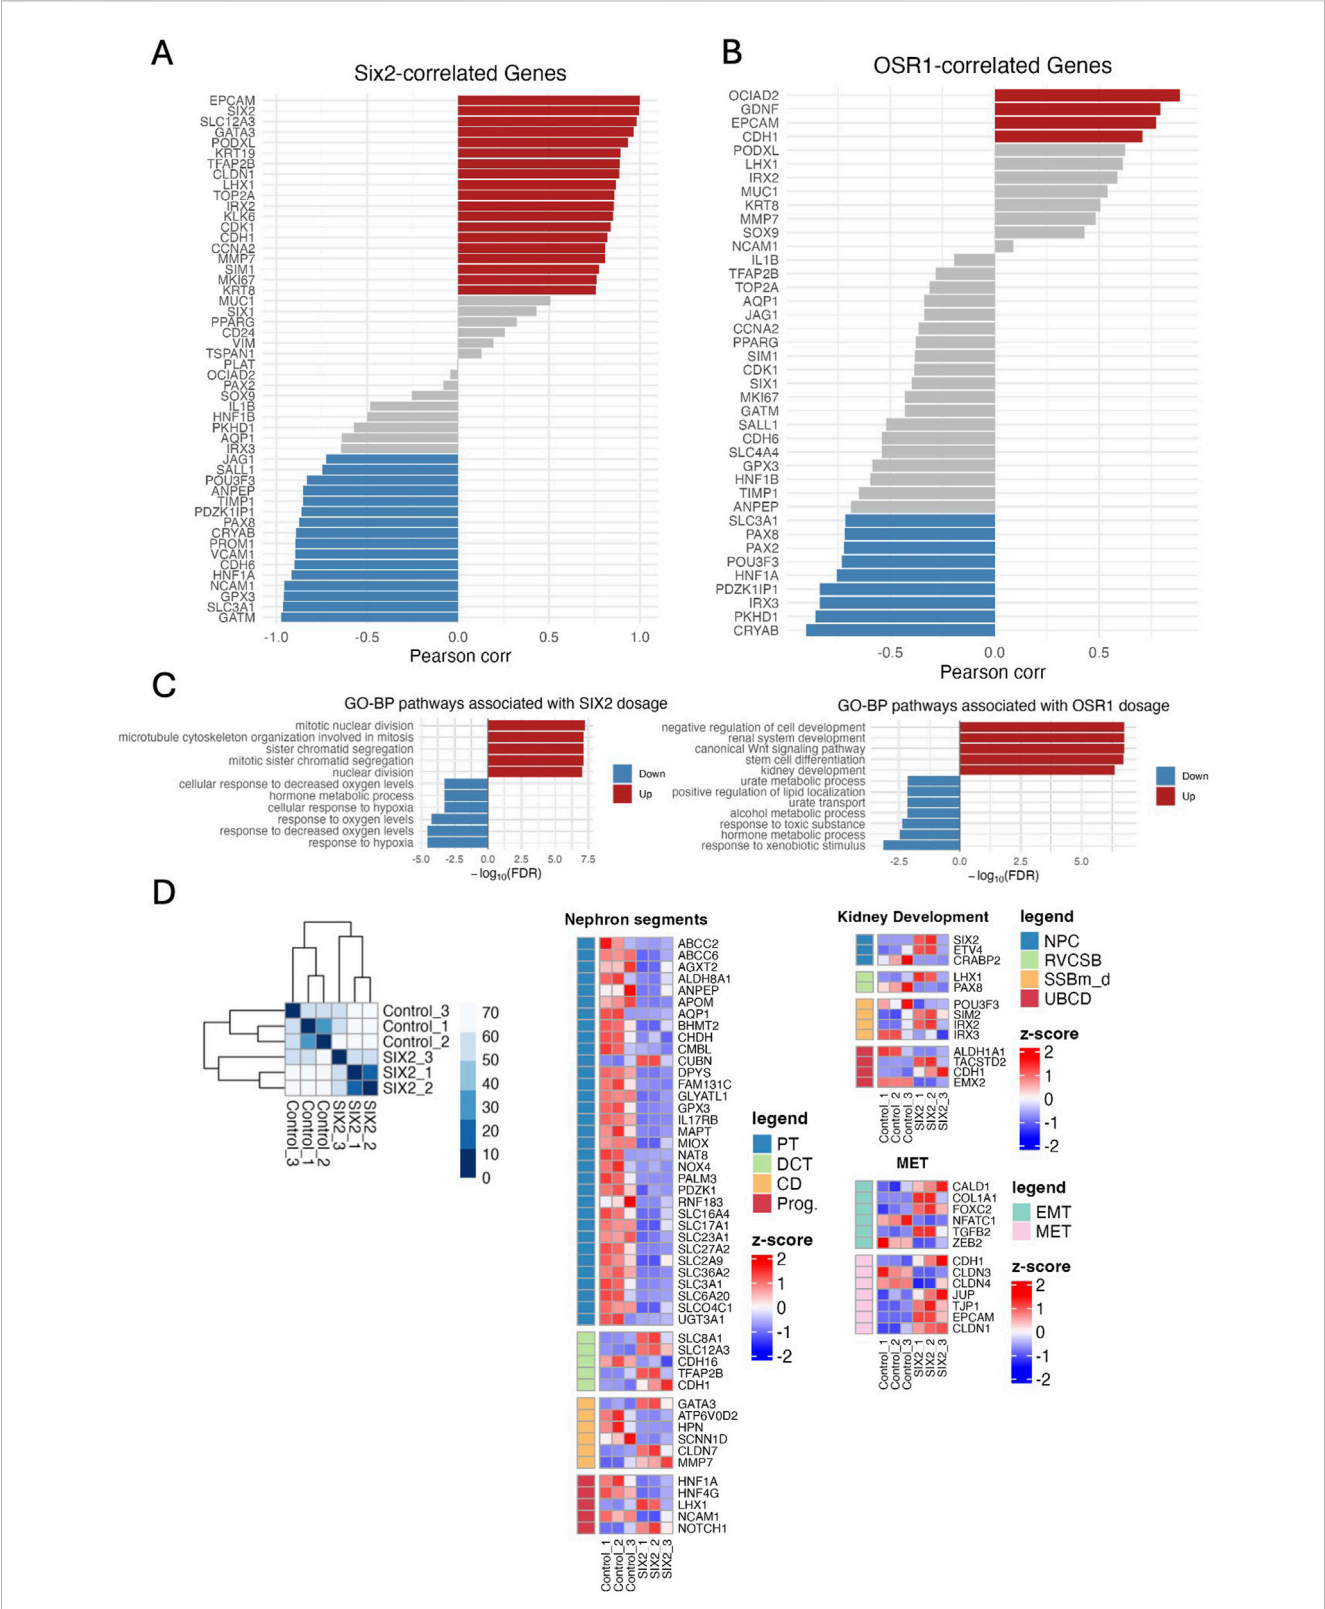 A
Six2-correlated Genes
EPCAM
SIX2
SLC12A3
GATA3
PODXL
KRT19
TFAP2B
CLDN1
LHX1
TOP2A
IRX2
KLK6
CDK1
CDH1
CCNA2
MMP7
SIM1
MKI67
KRT8
MUC1
SIX1
PPARG
CD24
VIM
TSPAN1
PLAT
OCIAD2
PAX2
SOX9
IL1B
HNF1B
PKHD1
AQP1
IRX3
JAG1
SALL1
POU3F3
ANPEP
TIMP1
PDZK1IP1
PAX8
CRYAB
PROM1
VCAM1
CDH6
HNF1A
NCAM1
GPX3
SLC3A1
GATM
-1.0 -0.5 0.0 0.5 1.0
Pearson corr
B
OSR1-correlated Genes
OCIAD2
GDNF
EPCAM
CDH1
PODXL
LHX1
IRX2
MUC1
KRT8
MMP7
SOX9
NCAM1
IL1B
TFAP2B
TOP2A
AQP1
JAG1
CCNA2
PPARG
SIM1
CDK1
SIX1
MKI67
GATM
SALL1
CDH6
SLC4A4
GPX3
HNF1B
TIMP1
ANPEP
SLC3A1
PAX8
PAX2
POU3F3
HNF1A
PDZK1IP1
IRX3
PKHD1
CRYAB
-0.5 0.0 0.5
Pearson corr
C
GO-BP pathways associated with SIX2 dosage
mitotic nuclear division
microtubule cytoskeleton organization involved in mitosis
sister chromatid segregation
mitotic sister chromatid segregation
nuclear division
cellular response to decreased oxygen levels
hormone metabolic process
cellular response to hypoxia
response to oxygen levels
response to decreased oxygen levels
response to hypoxia
-5.0 -2.5 0.0 2.5 5.0 7.5
−log10(FDR)
Down
Up
GO-BP pathways associated with OSR1 dosage
negative regulation of cell development
renal system development
canonical Wnt signaling pathway
stem cell differentiation
kidney development
urate metabolic process
positive regulation of lipid localization
urate transport
alcohol metabolic process
response to toxic substance
hormone metabolic process
response to xenobiotic stimulus
-2.5 0.0 2.5 5.0
−log10(FDR)
Down
Up
D
Control_3
Control_1
Control_2
SIX2_3
SIX2_1
SIX2_2
Control_3
Control_1
Control_2
SIX2_3
SIX2_1
SIX2_2
70
60
50
40
30
20
10
0
Nephron segments
ABCC2
ABCC6
AGXT2
ALDH8A1
ANPEP
APOM
AQP1
BHMT2
CHDH
CMBL
CUBN
DPYS
FAM131C
GLYATL1
GPX3
IL17RB
MAPT
MIOX
NAT8
NOX4
PALM3
PDZK1
RNF183
SLC16A4
SLC17A1
SLC23A1
SLC27A2
SLC2A9
SLC36A2
SLC3A1
SLC6A20
SLCO4C1
UGT3A1
SLC8A1
SLC12A3
CDH16
TFAP2B
CDH1
GATA3
ATP6V0D2
HPN
SCNN1D
CLDN7
MMP7
HNF1A
HNF4G
LHX1
NCAM1
NOTCH1
Control_1
Control_2
Control_3
SIX2_1
SIX2_2
SIX2_3
legend
PT
DCT
CD
Prog.
z-score
2
1
0
-1
-2
Kidney Development
SIX2
ETV4
CRABP2
LHX1
PAX8
POU3F3
SIM2
IRX2
IRX3
ALDH1A1
TACSTD2
CDH1
EMX2
Control_1
Control_2
Control_3
SIX2_1
SIX2_2
SIX2_3
legend
NPC
RVCSB
SSBm_d
UBCD
z-score
2
1
0
-1
-2
MET
CALD1
COL1A1
FOXC2
NFATC1
TGFB2
ZEB2
CDH1
CLDN3
CLDN4
JUP
TJP1
EPCAM
CLDN1
Control_1
Control_2
Control_3
SIX2_1
SIX2_2
SIX2_3
legend
EMT
MET
z-score
2
1
0
-1
-2